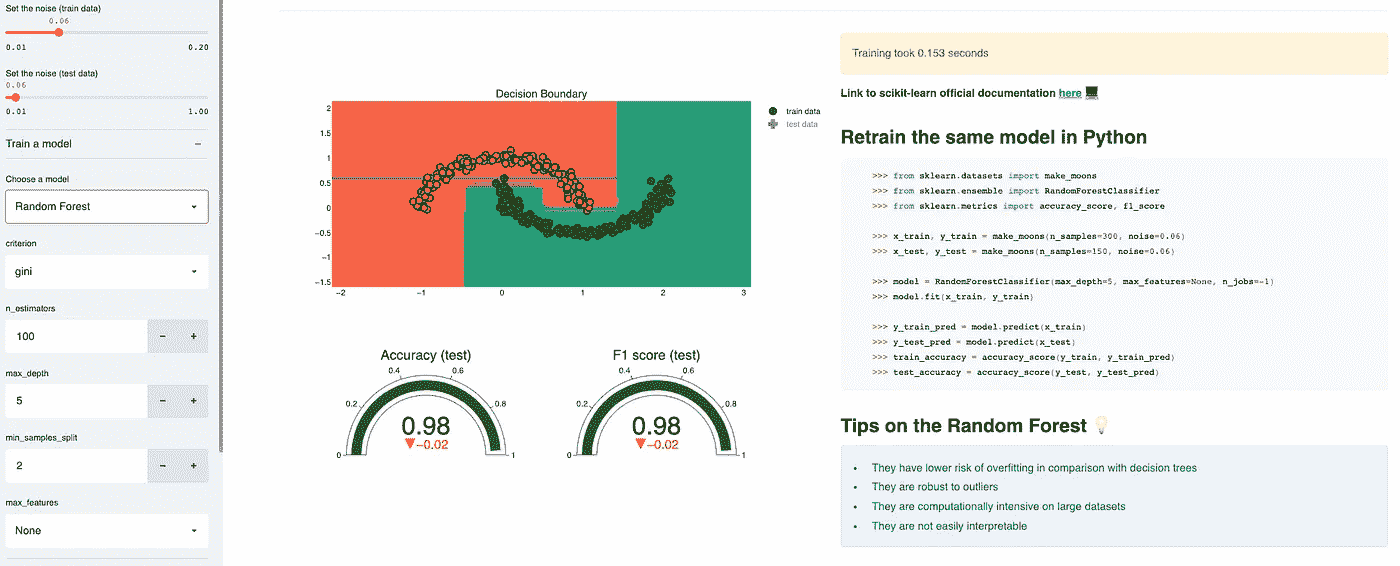 Set the noise (train data)
0.06
0.01 0.20
Set the noise (test data)
0.06
0.01 1.00
Train a model −
Choose a model
Random Forest
criterion
gini
n_estimators
100 − +
max_depth
5 − +
min_samples_split
2 − +
max_features
None
Decision Boundary
2
1.5
1
0.5
0
−0.5
−1
−1.5
−2 −1 0 1 2 3
train data
test data
Accuracy (test)
0 0.2 0.4 0.6 0.8 1
0.98
▼−0.02
F1 score (test)
0 0.2 0.4 0.6 0.8 1
0.98
▼−0.02
Training took 0.153 seconds
Link to scikit-learn official documentation here 💻
Retrain the same model in Python
>>> from sklearn.datasets import make_moons
>>> from sklearn.ensemble import RandomForestClassifier
>>> from sklearn.metrics import accuracy_score, f1_score
>>> x_train, y_train = make_moons(n_samples=300, noise=0.06)
>>> x_test, y_test = make_moons(n_samples=150, noise=0.06)
>>> model = RandomForestClassifier(max_depth=5, max_features=None, n_jobs=-1)
>>> model.fit(x_train, y_train)
>>> y_train_pred = model.predict(x_train)
>>> y_test_pred = model.predict(x_test)
>>> train_accuracy = accuracy_score(y_train, y_train_pred)
>>> test_accuracy = accuracy_score(y_test, y_test_pred)
Tips on the Random Forest 💡
• They have lower risk of overfitting in comparison with decision trees
• They are robust to outliers
• They are computationally intensive on large datasets
• They are not easily interpretable